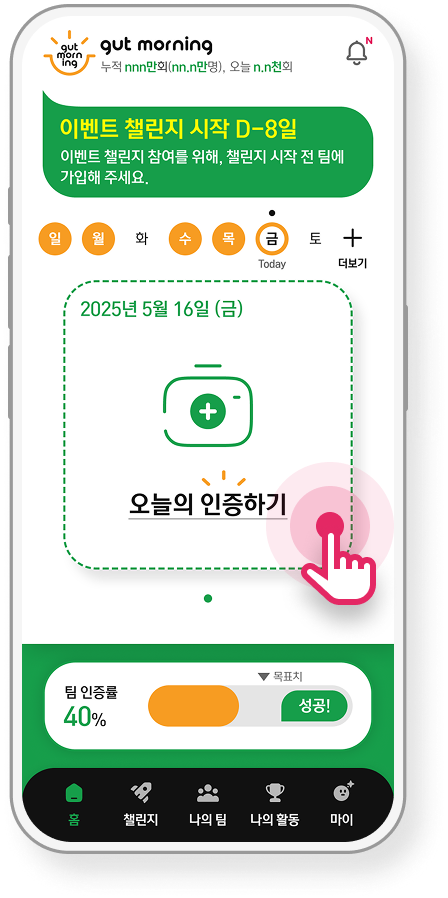 gut
morn
ing
gut morning
누적 nnn만회(nn.n만명), 오늘 n.n천회
N
이벤트 챌린지 시작 D-8일
이벤트 챌린지 참여를 위해, 챌린지 시작 전 팀에
가입해 주세요.
일 월 화 수 목 금 토
Today 더보기
2025년 5월 16일 (금)
오늘의 인증하기
팀 인증률
40%
목표치
성공!
홈 챌린지 나의 팀 나의 활동 마이